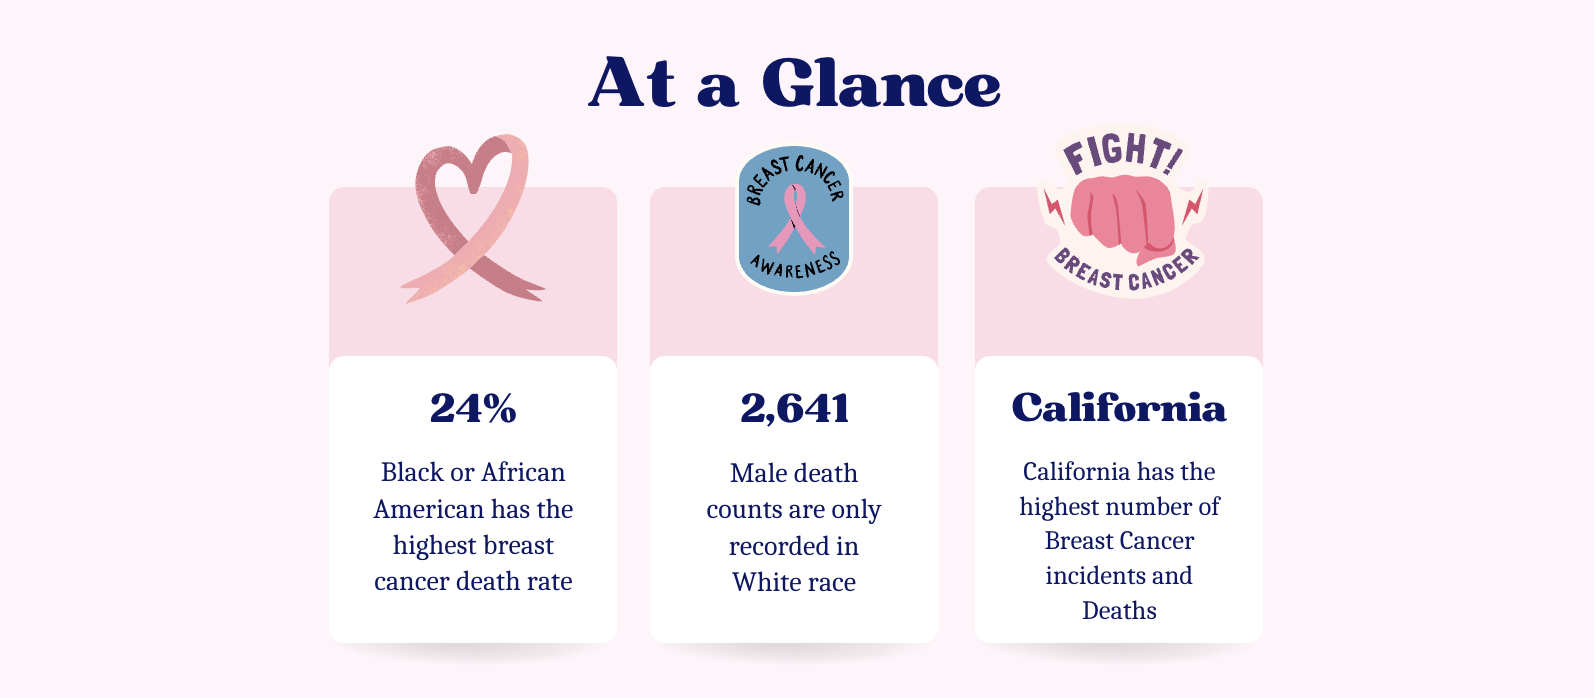 At a Glance
BREAST CANCER
AWARENESS
FIGHT!
BREAST CANCER
24%
Black or African
American has the
highest breast
cancer death rate
2,641
Male death
counts are only
recorded in
White race
California
California has the
highest number of
Breast Cancer
incidents and
Deaths